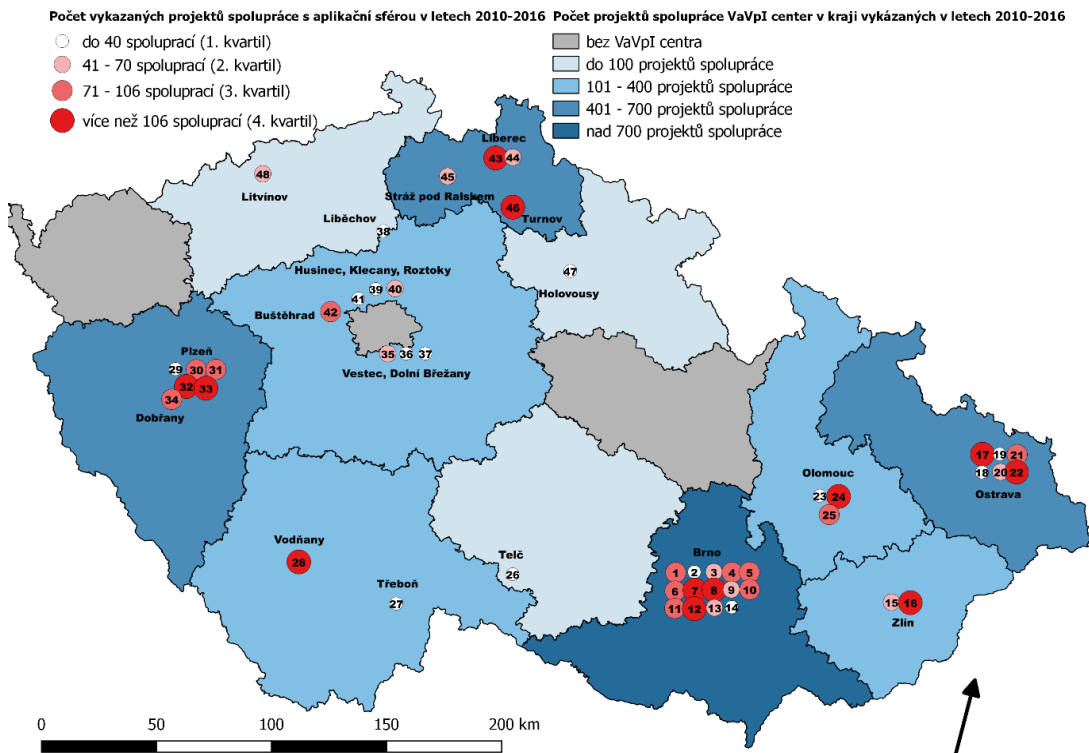 Počet vykazaných projektů spolupráce s aplikační sférou v letech 2010-2016
do 40 spoluprací (1. kvartil)
41 - 70 spoluprací (2. kvartil)
71 - 106 spoluprací (3. kvartil)
více než 106 spoluprací (4. kvartil)
Počet projektů spolupráce VaVpI center v kraji vykázaných v letech 2010-2016
bez VaVpI centra
do 100 projektů spolupráce
101 - 400 projektů spolupráce
401 - 700 projektů spolupráce
nad 700 projektů spolupráce
Liberec
43 44
48
45
Litvínov
Stráž pod Ralskem
46
Turnov
Liběchov
38
Husinec, Klecany, Roztoky
47
Holovousy
39 40
41
Buštěhrad
42
35 36 37
Vestec, Dolní Břežany
Plzeň
29 30 31
32 33
34
Dobřany
17 19 21
18 20 22
Ostrava
Olomouc
23 24
25
Vodňany
28
Telč
26
Třeboň
27
Brno
1 2 3 4 5
6 7 8 9 10
11 12 13 14
15 16
Zlín
0 50 100 150 200 km